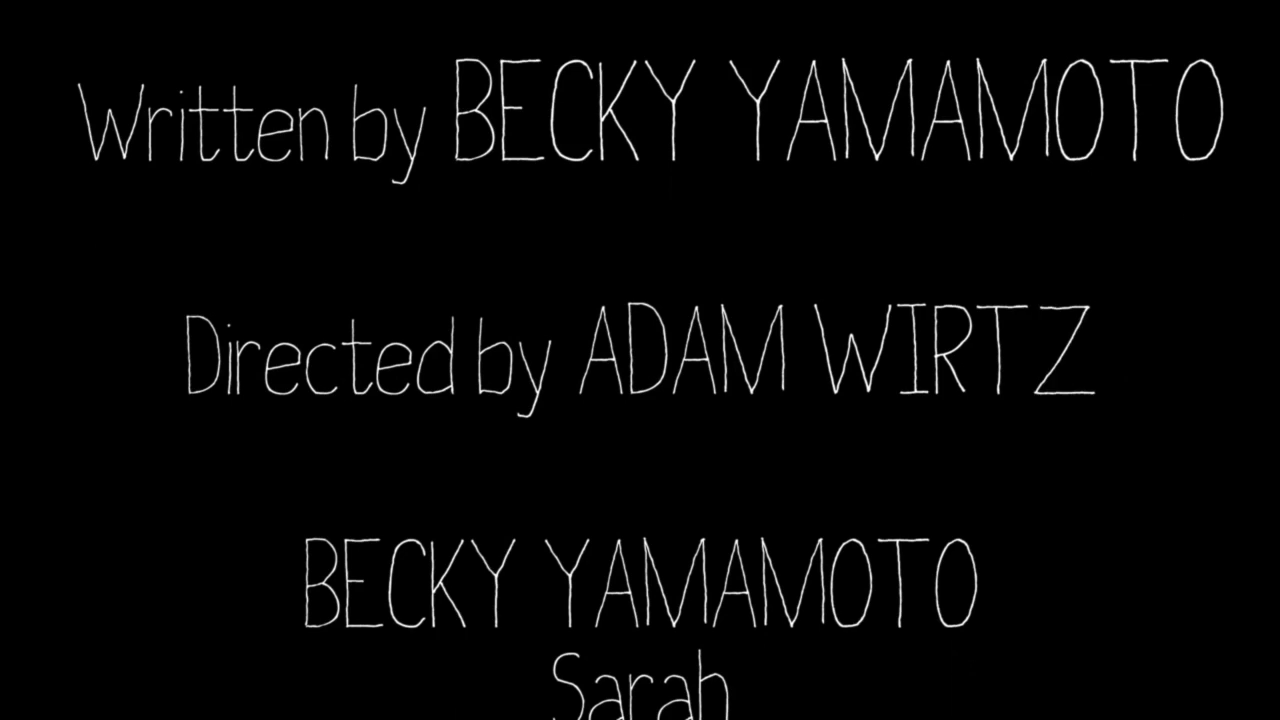 Written by BECKY YAMAMOTO
Directed by ADAM WIRTZ
BECKY YAMAMOTO
Sarah